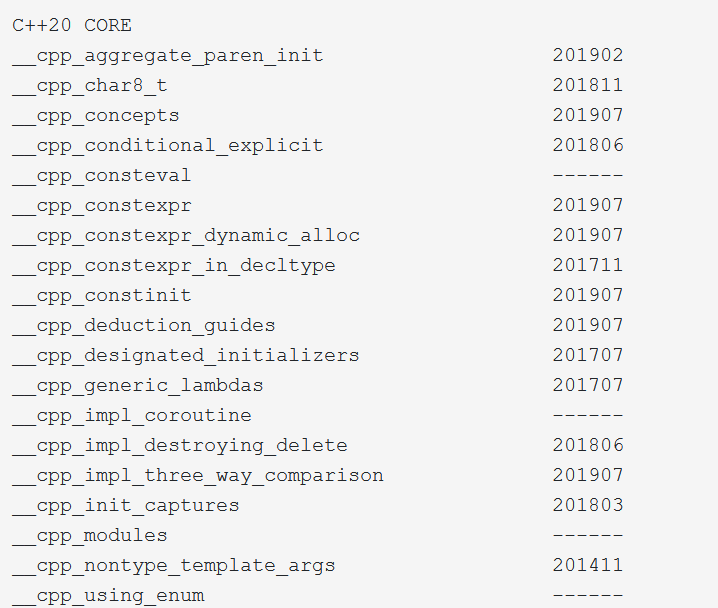 C++20 CORE
__cpp_aggregate_paren_init 201902
__cpp_char8_t 201811
__cpp_concepts 201907
__cpp_conditional_explicit 201806
__cpp_consteval ------
__cpp_constexpr 201907
__cpp_constexpr_dynamic_alloc 201907
__cpp_constexpr_in_decltype 201711
__cpp_constinit 201907
__cpp_deduction_guides 201907
__cpp_designated_initializers 201707
__cpp_generic_lambdas 201707
__cpp_impl_coroutine ------
__cpp_impl_destroying_delete 201806
__cpp_impl_three_way_comparison 201907
__cpp_init_captures 201803
__cpp_modules ------
__cpp_nontype_template_args 201411
__cpp_using_enum ------